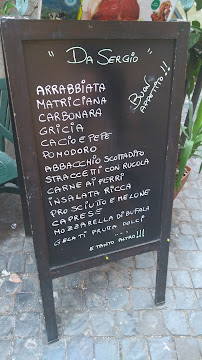 "Da Sergio"
Buon
appetito!!
ARRABBIATA
MATRICIANA
CARBONARA
GRICIA
CACIO e PEPE
POMODORO
ABBACCHIO SCOTTADITO
STRACCETTI CON RUCOLA
CARNE AI FERRI
INSALATA RICCA
PROSCIUTTO e MELONE
CAPRESE
MOZZARELLA DI BUFALA
GELATI FRUTTA DOLCI
....
E TANTO ALTRO!!!